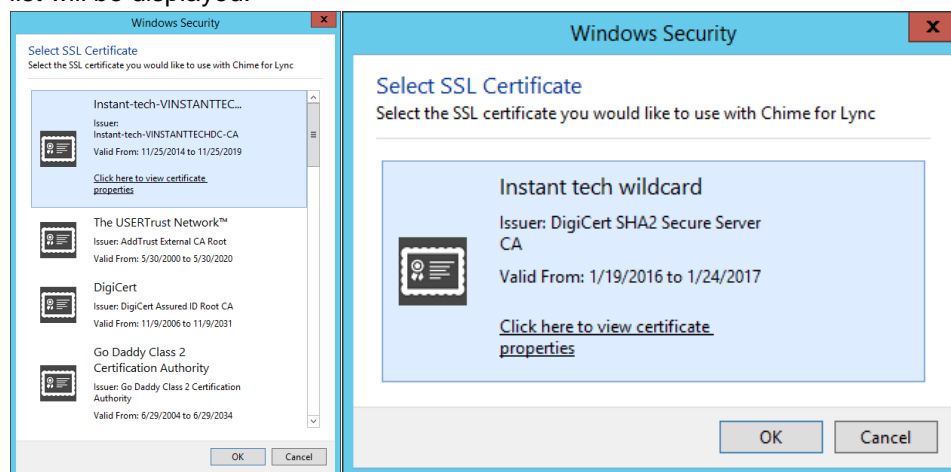 list will be displayed.
Windows Security
x
Select SSL Certificate
Select the SSL certificate you would like to use with Chime for Lync
Instant-tech-VINSTANTTEC...
Issuer:
Instant-tech-VINSTANTTECHDC-CA
Valid From: 11/25/2014 to 11/25/2019
Click here to view certificate
properties
The USERTrust Network™
Issuer: AddTrust External CA Root
Valid From: 5/30/2000 to 5/30/2020
DigiCert
Issuer: DigiCert Assured ID Root CA
Valid From: 11/9/2006 to 11/9/2031
Go Daddy Class 2
Certification Authority
Issuer: Go Daddy Class 2 Certification
Authority
Valid From: 6/29/2004 to 6/29/2034
OK
Cancel
Windows Security
x
Select SSL Certificate
Select the SSL certificate you would like to use with Chime for Lync
Instant tech wildcard
Issuer: DigiCert SHA2 Secure Server
CA
Valid From: 1/19/2016 to 1/24/2017
Click here to view certificate
properties
OK
Cancel